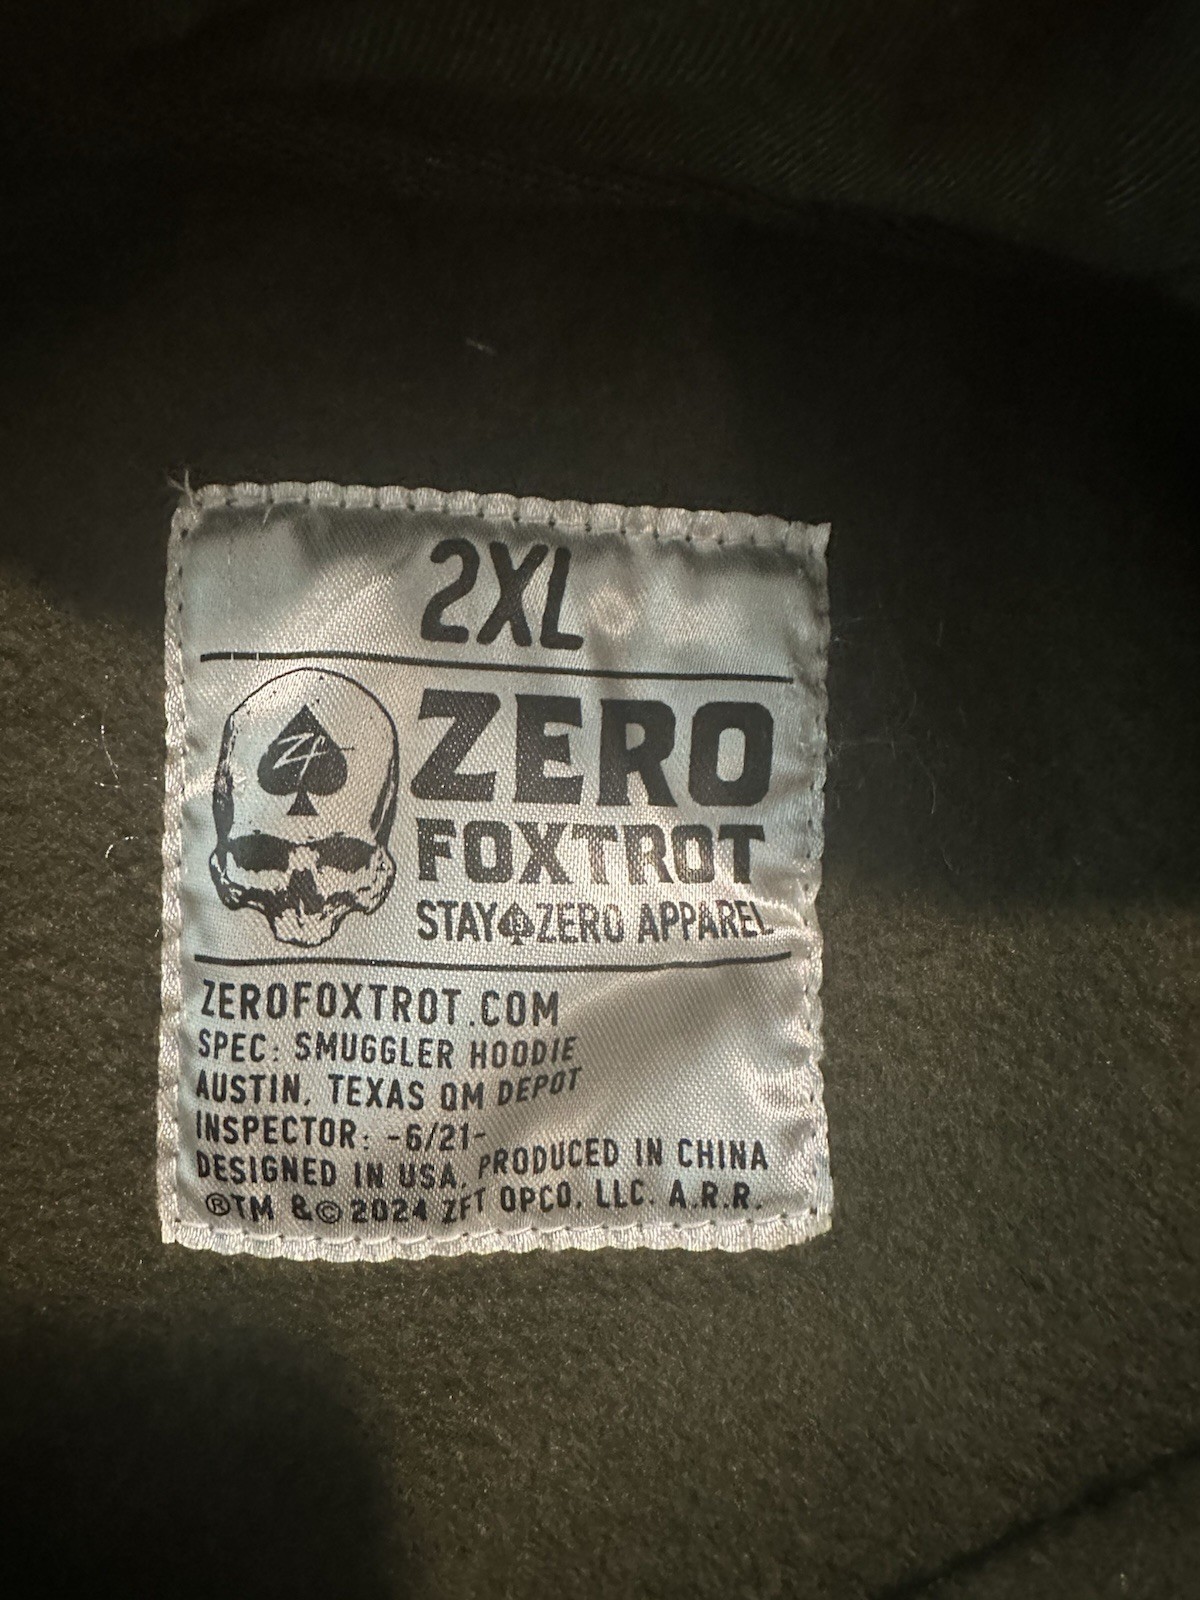 2XL
Zf
ZERO
FOXTROT
STAY♠ZERO APPAREL
ZEROFOXTROT.COM
SPEC: SMUGGLER HOODIE
AUSTIN, TEXAS QM DEPOT
INSPECTOR: -6/21-
DESIGNED IN USA, PRODUCED IN CHINA
®TM &©2024 ZFT OPCO, LLC. A.R.R.